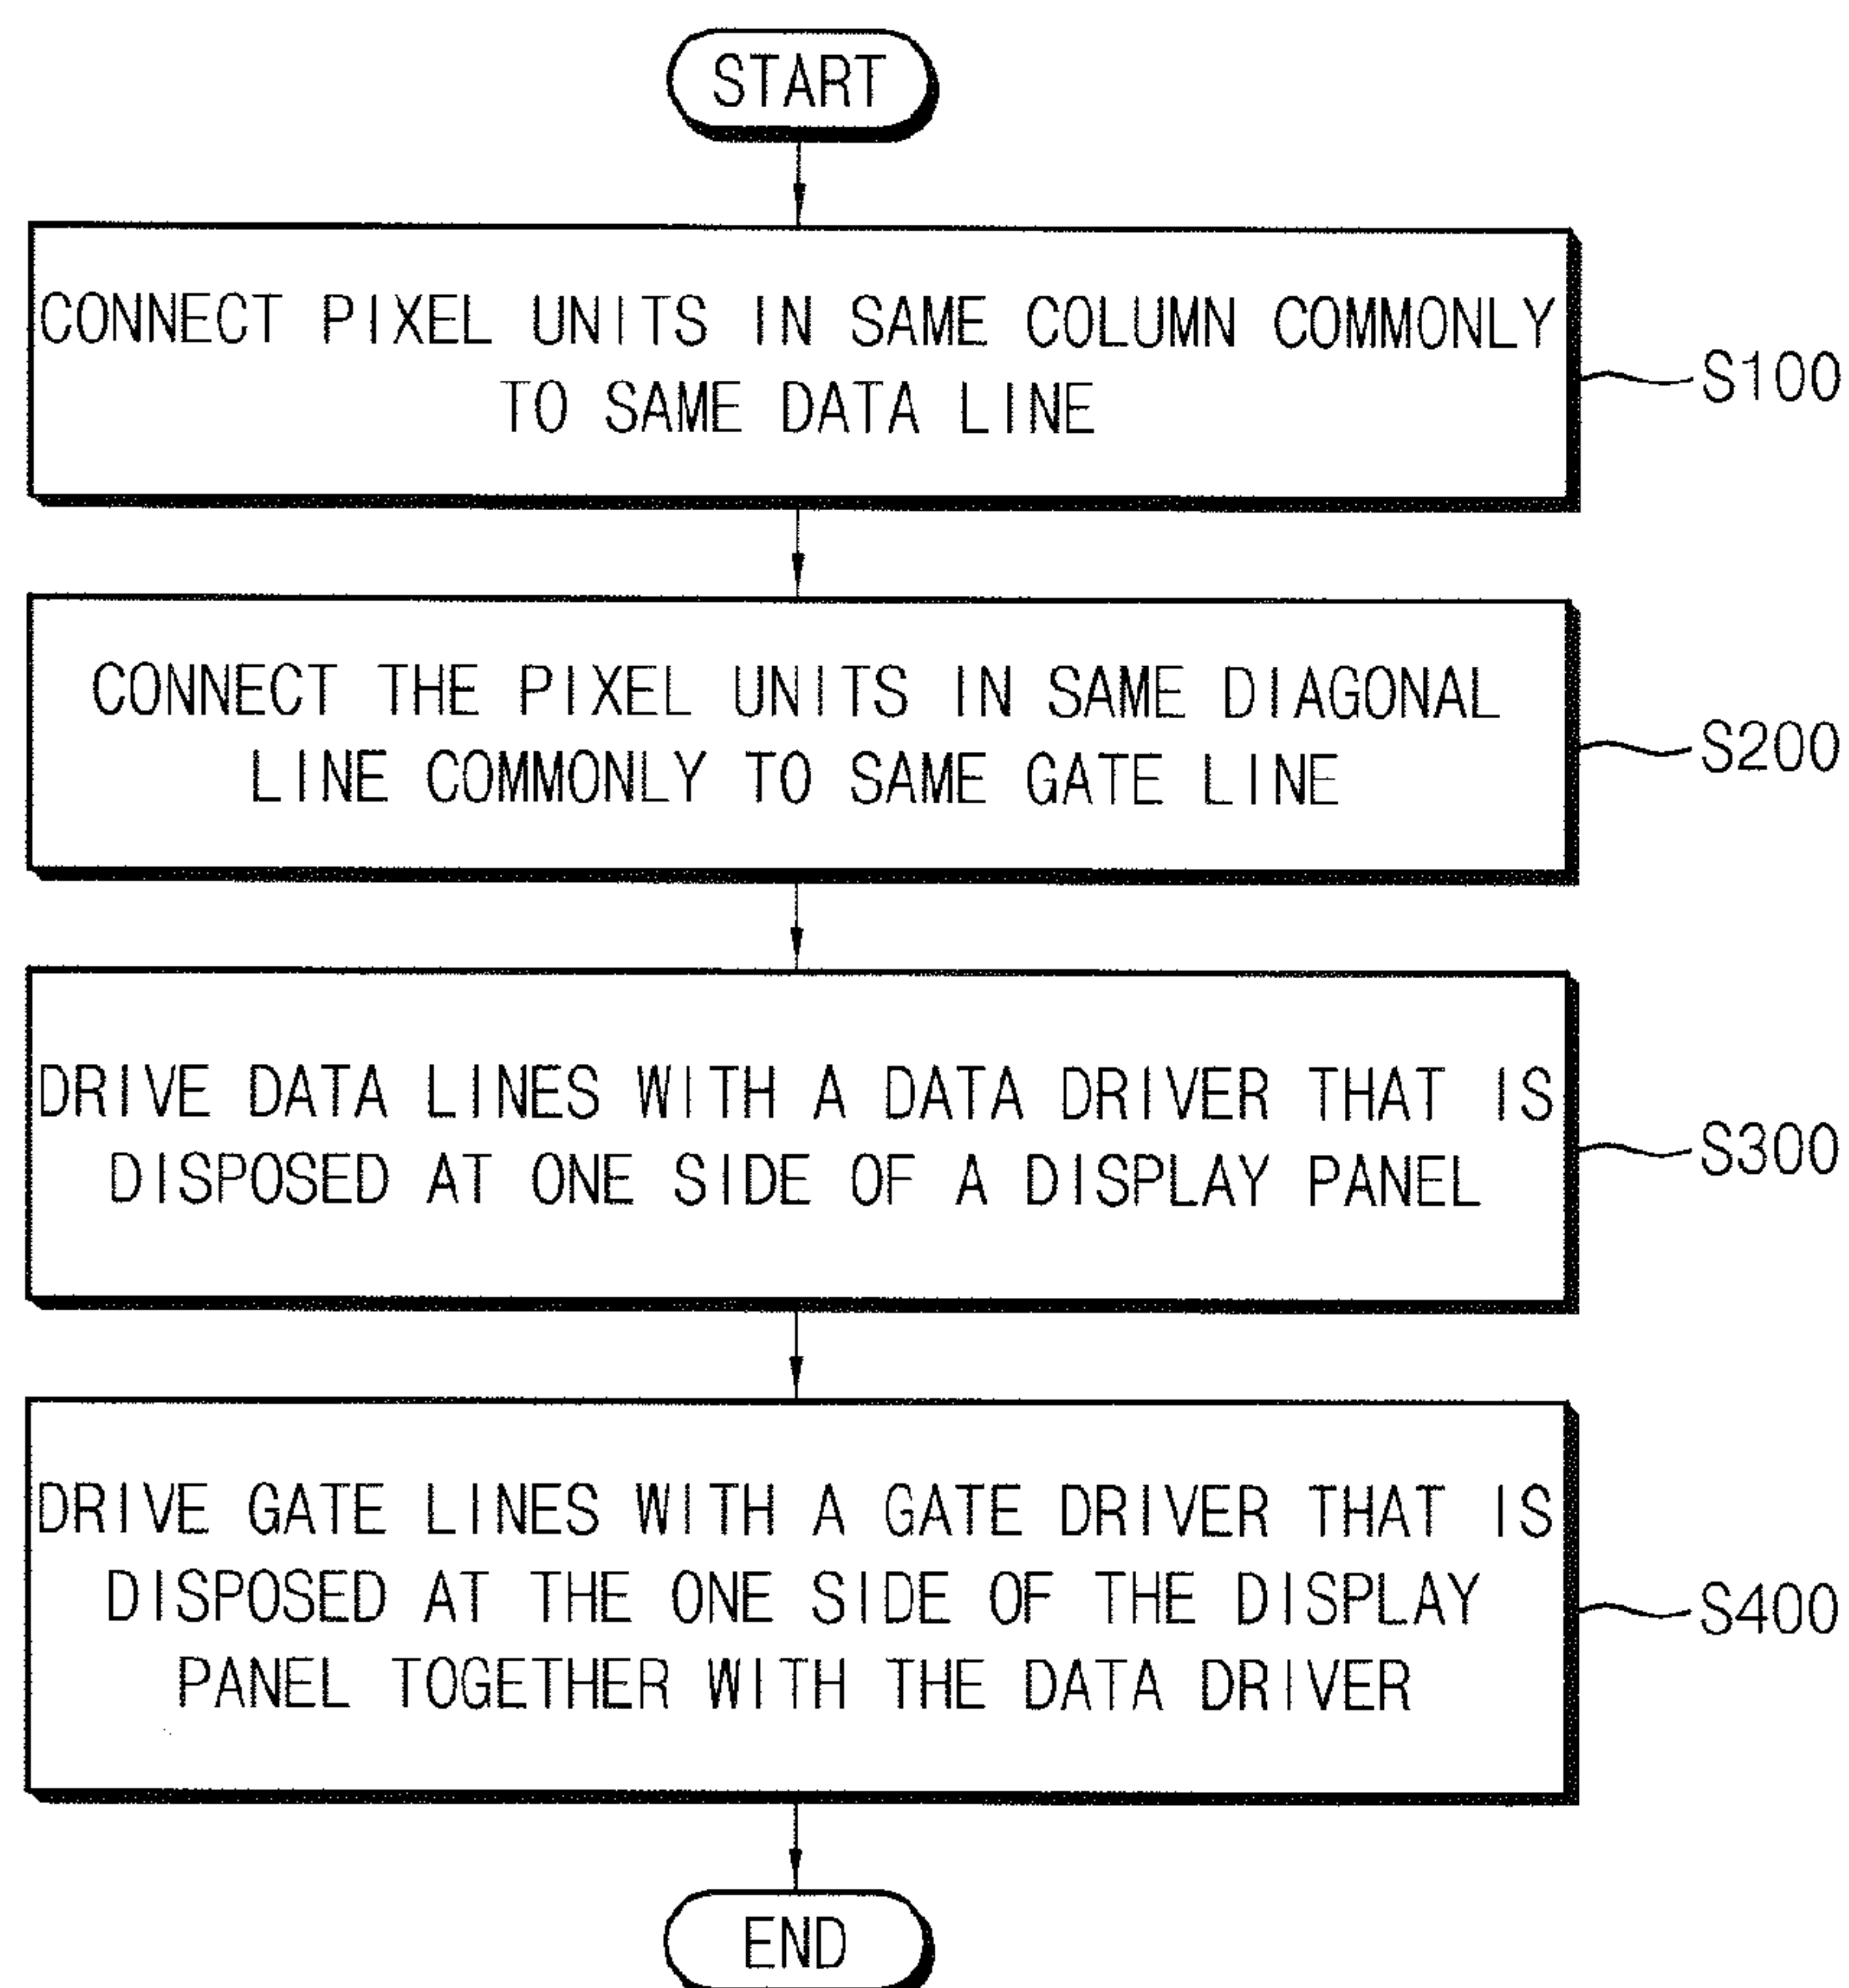 START
CONNECT PIXEL UNITS IN SAME COLUMN COMMONLY
TO SAME DATA LINE
S100
CONNECT THE PIXEL UNITS IN SAME DIAGONAL
LINE COMMONLY TO SAME GATE LINE
S200
DRIVE DATA LINES WITH A DATA DRIVER THAT IS
DISPOSED AT ONE SIDE OF A DISPLAY PANEL
S300
DRIVE GATE LINES WITH A GATE DRIVER THAT IS
DISPOSED AT THE ONE SIDE OF THE DISPLAY
PANEL TOGETHER WITH THE DATA DRIVER
S400
END